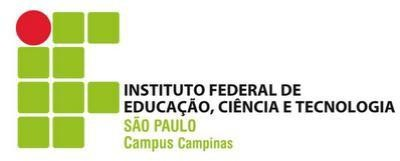 INSTITUTO FEDERAL DE
EDUCAÇÃO, CIÊNCIA E TECNOLOGIA
SÃO PAULO
Campus Campinas